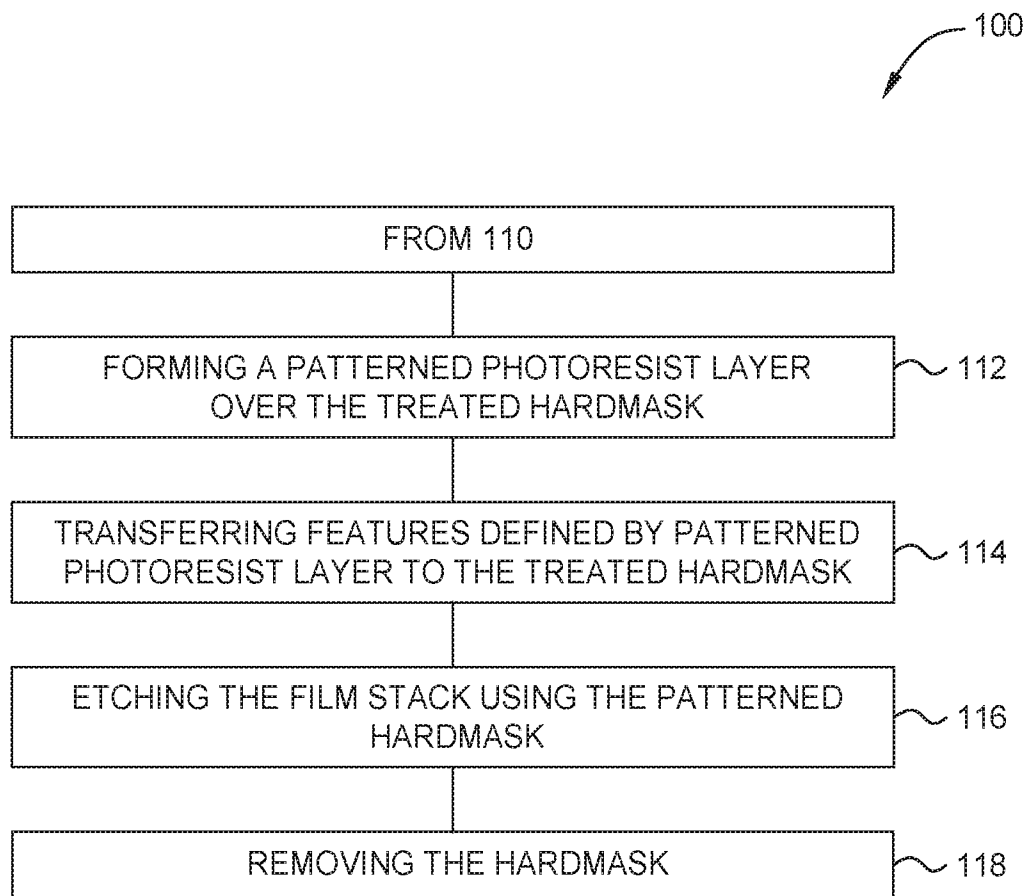 100
FROM 110
FORMING A PATTERNED PHOTORESIST LAYER
OVER THE TREATED HARDMASK
112
TRANSFERRING FEATURES DEFINED BY PATTERNED
PHOTORESIST LAYER TO THE TREATED HARDMASK
114
ETCHING THE FILM STACK USING THE PATTERNED
HARDMASK
116
REMOVING THE HARDMASK
118